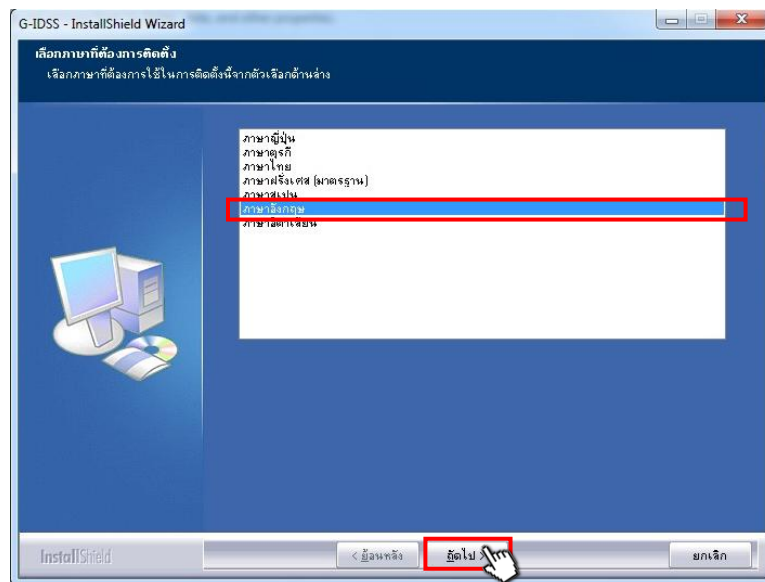 G-IDSS - InstallShield Wizard
เลือกภาษาที่ต้องการติดตั้ง
เลือกภาษาที่ต้องการใช้ในการติดตั้งนี้จากตัวเลือกด้านล่าง
ภาษาญี่ปุ่น
ภาษาตุรกี
ภาษาไทย
ภาษาฝรั่งเศส (มาตรฐาน)
ภาษาสเปน
ภาษาอังกฤษ
ภาษาอิตาเลียน
InstallShield
< ย้อนหลัง
ถัดไป >
ยกเลิก